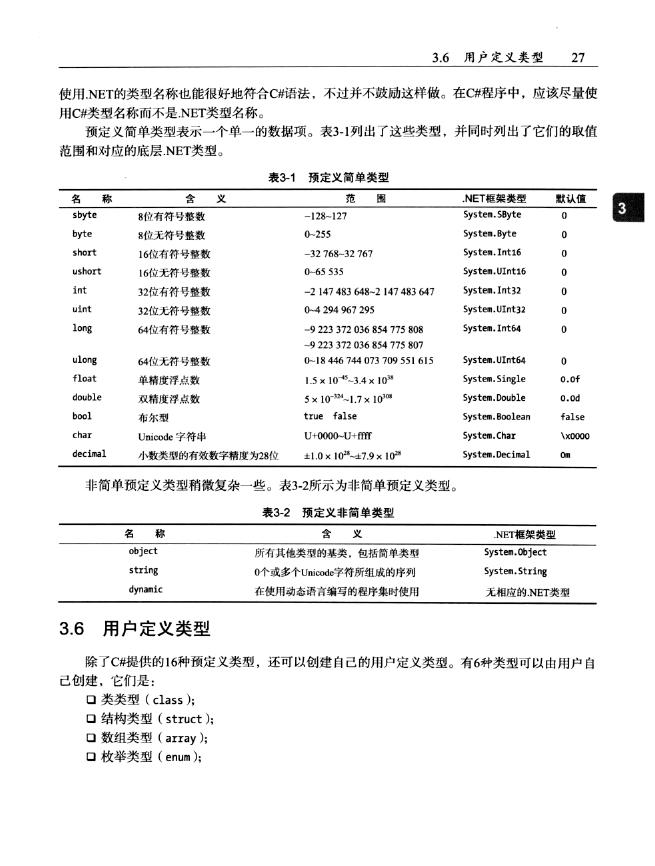 3.6 用户定义类型 27
使用.NET的类型名称也能很好地符合C#语法，不过并不鼓励这样做。在C#程序中，应该尽量使
用C#类型名称而不是.NET类型名称。
预定义简单类型表示一个单一的数据项。表3-1列出了这些类型，并同时列出了它们的取值
范围和对应的底层.NET类型。
表3-1 预定义简单类型
名 称 含 义 范 围 .NET框架类型 默认值
3
sbyte 8位有符号整数 -128~127 System.SByte 0
byte 8位无符号整数 0~255 System.Byte 0
short 16位有符号整数 -32 768~32 767 System.Int16 0
ushort 16位无符号整数 0~65 535 System.UInt16 0
int 32位有符号整数 -2 147 483 648~2 147 483 647 System.Int32 0
uint 32位无符号整数 0~4 294 967 295 System.UInt32 0
long 64位有符号整数 -9 223 372 036 854 775 808 System.Int64 0
~9 223 372 036 854 775 807
ulong 64位无符号整数 0~18 446 744 073 709 551 615 System.UInt64 0
float 单精度浮点数 1.5 × 10⁻⁴⁵~3.4 × 10³⁸ System.Single 0.0f
double 双精度浮点数 5 × 10⁻³²⁴~1.7 × 10³⁰⁸ System.Double 0.0d
bool 布尔型 true false System.Boolean false
char Unicode 字符串 U+0000~U+ffff System.Char \x0000
decimal 小数类型的有效数字精度为28位 ±1.0 × 10²⁸~±7.9 × 10²⁸ System.Decimal 0m
非简单预定义类型稍微复杂一些。表3-2所示为非简单预定义类型。
表3-2 预定义非简单类型
名 称 含 义 .NET框架类型
object 所有其他类型的基类，包括简单类型 System.Object
string 0个或多个Unicode字符所组成的序列 System.String
dynamic 在使用动态语言编写的程序集时使用 无相应的.NET类型
3.6 用户定义类型
除了C#提供的16种预定义类型，还可以创建自己的用户定义类型。有6种类型可以由用户自
己创建，它们是：
❑ 类类型（class）;
❑ 结构类型（struct）;
❑ 数组类型（array）;
❑ 枚举类型（enum）;